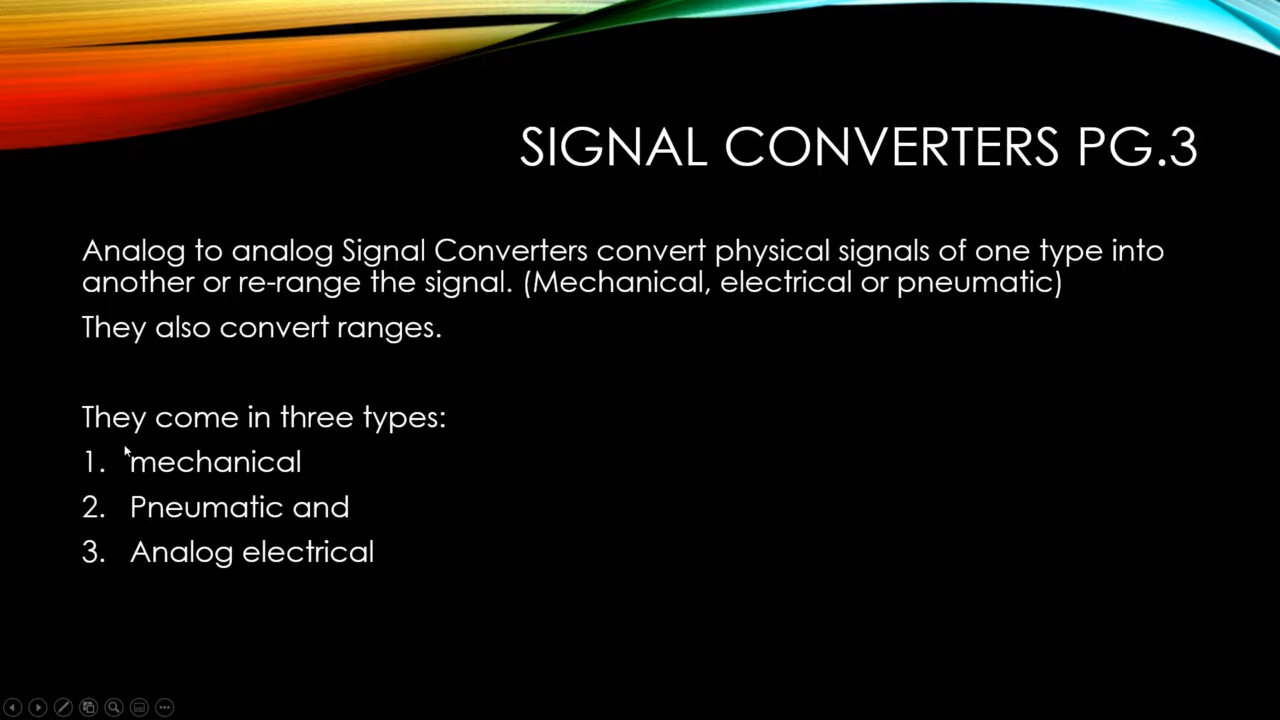 SIGNAL CONVERTERS PG.3
Analog to analog Signal Converters convert physical signals of one type into
another or re-range the signal. (Mechanical, electrical or pneumatic)
They also convert ranges.
They come in three types:
1. mechanical
2. Pneumatic and
3. Analog electrical